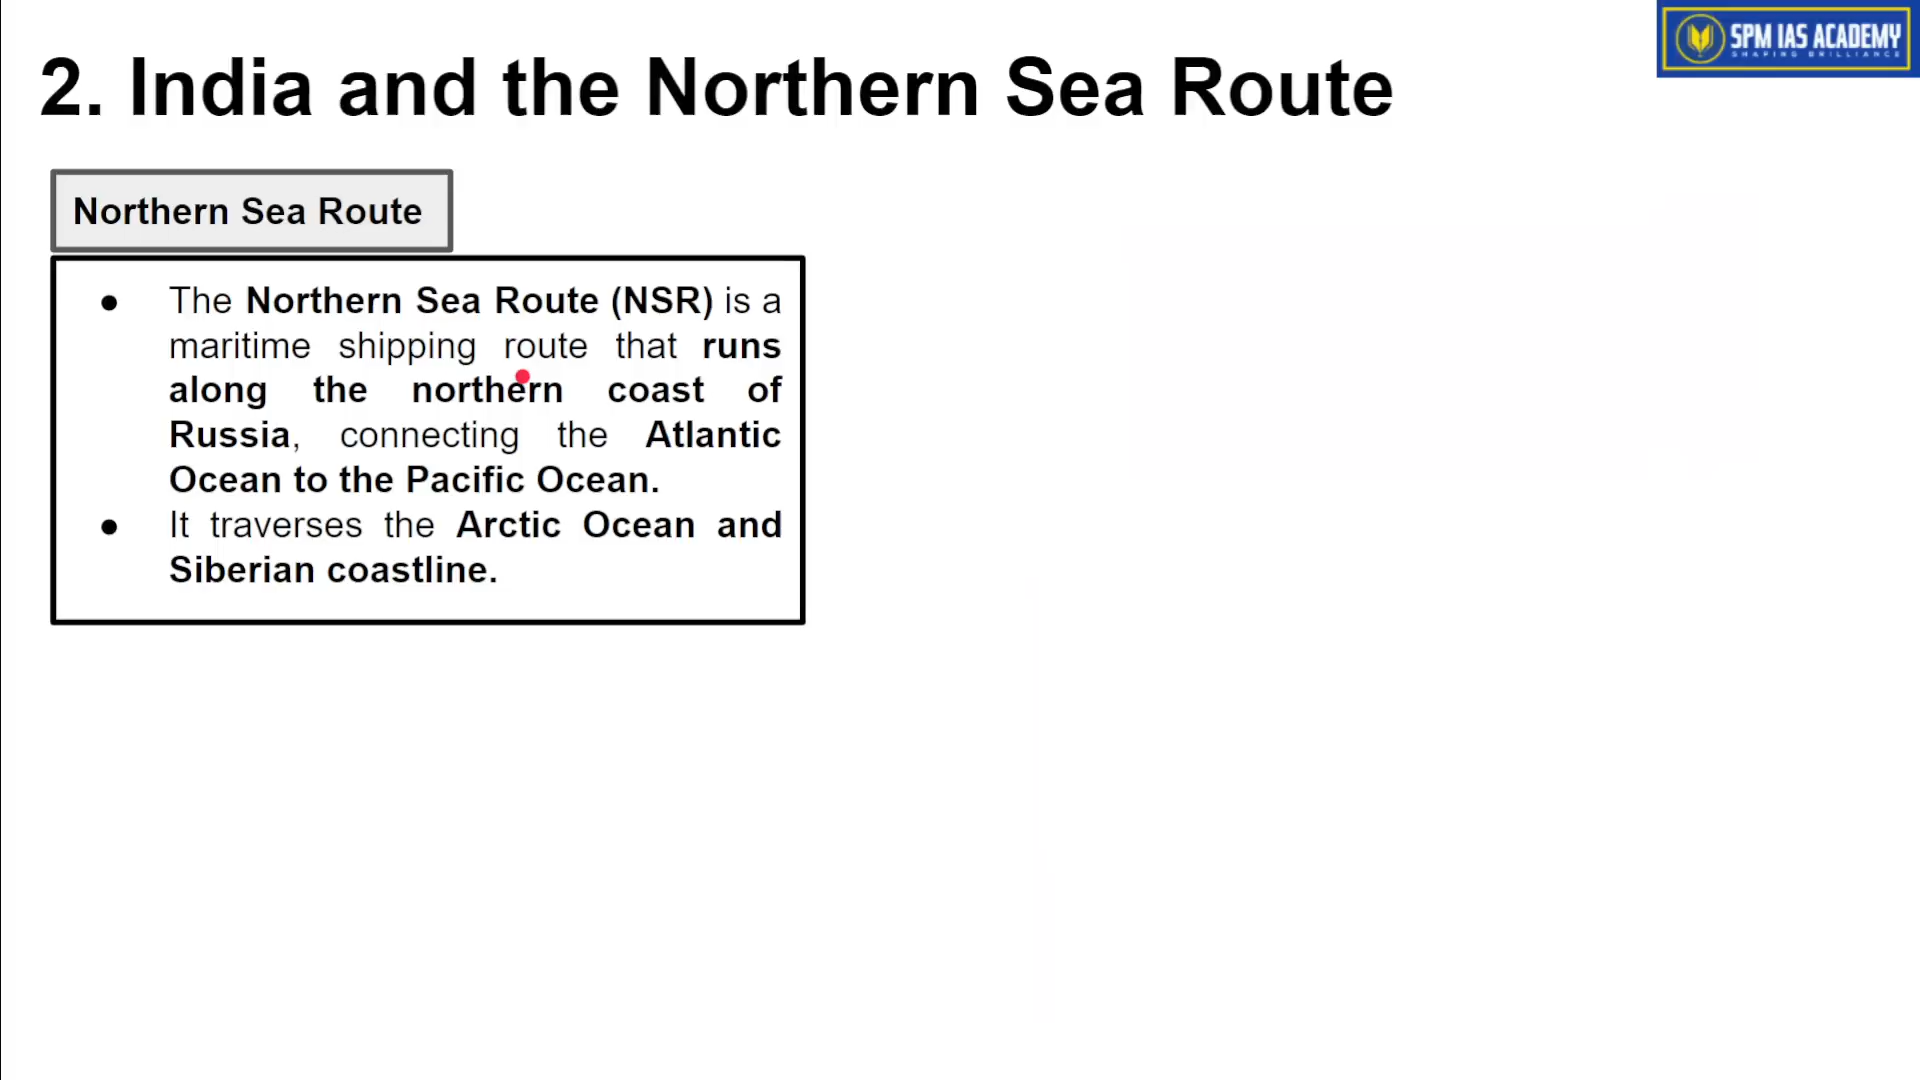 SPM IAS ACADEMY
SHAPING BRILLIANCE
2. India and the Northern Sea Route
Northern Sea Route
● The Northern Sea Route (NSR) is a
maritime shipping route that runs
along the northern coast of
Russia, connecting the Atlantic
Ocean to the Pacific Ocean.
● It traverses the Arctic Ocean and
Siberian coastline.